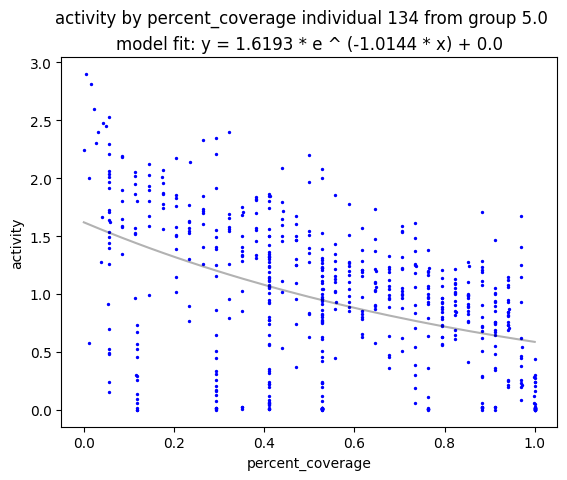 activity by percent_coverage individual 134 from group 5.0
model fit: y = 1.6193 * e ^ (-1.0144 * x) + 0.0
3.0
2.5
2.0
1.5
1.0
0.5
0.0
activity
0.0 0.2 0.4 0.6 0.8 1.0
percent_coverage